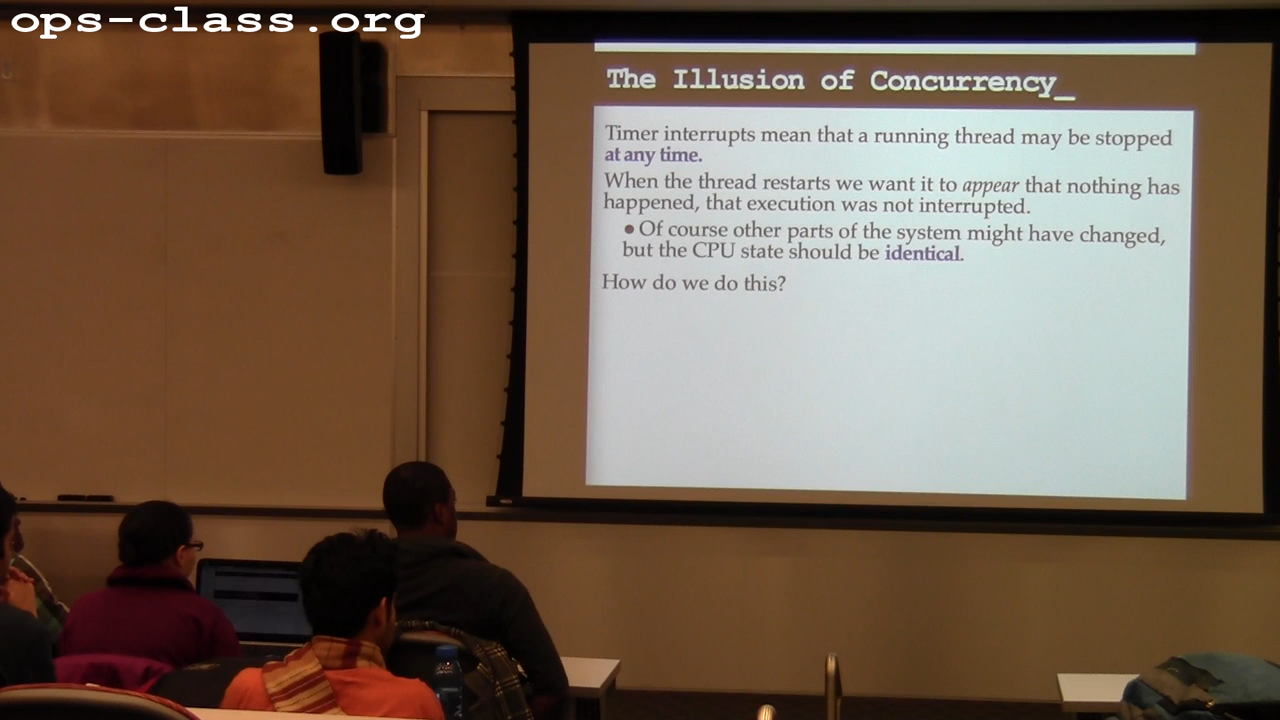 ops-class.org
The Illusion of Concurrency_
Timer interrupts mean that a running thread may be stopped
at any time.
When the thread restarts we want it to appear that nothing has
happened, that execution was not interrupted.
• Of course other parts of the system might have changed,
but the CPU state should be identical.
How do we do this?